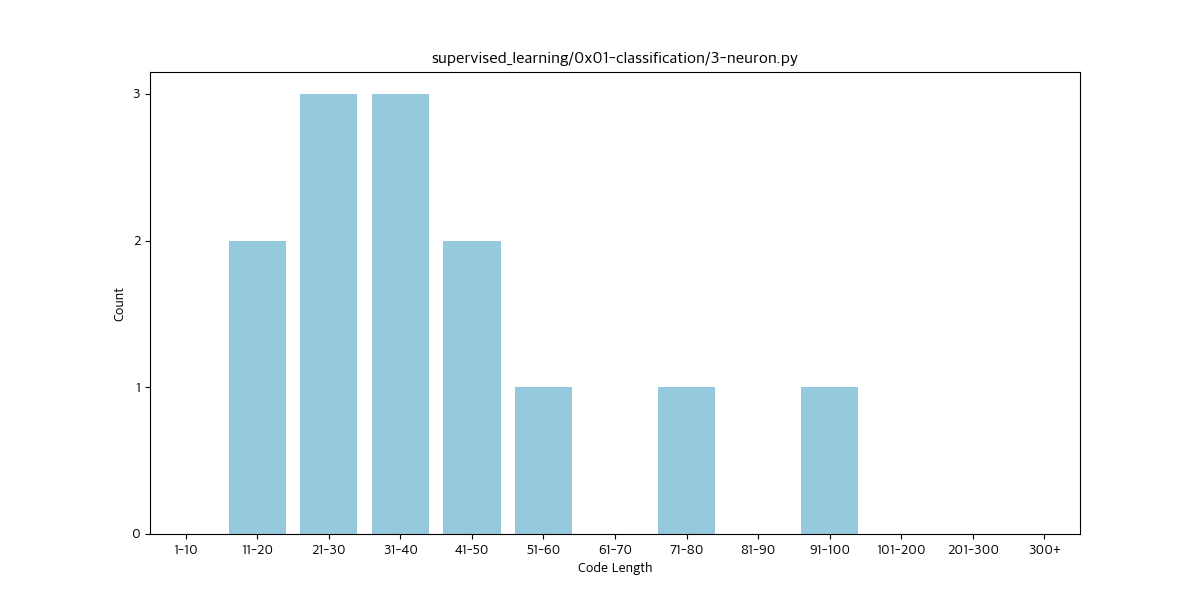 supervised_learning/0x01-classification/3-neuron.py
Count
3
2
1
0
1-10 11-20 21-30 31-40 41-50 51-60 61-70 71-80 81-90 91-100 101-200 201-300 300+
Code Length